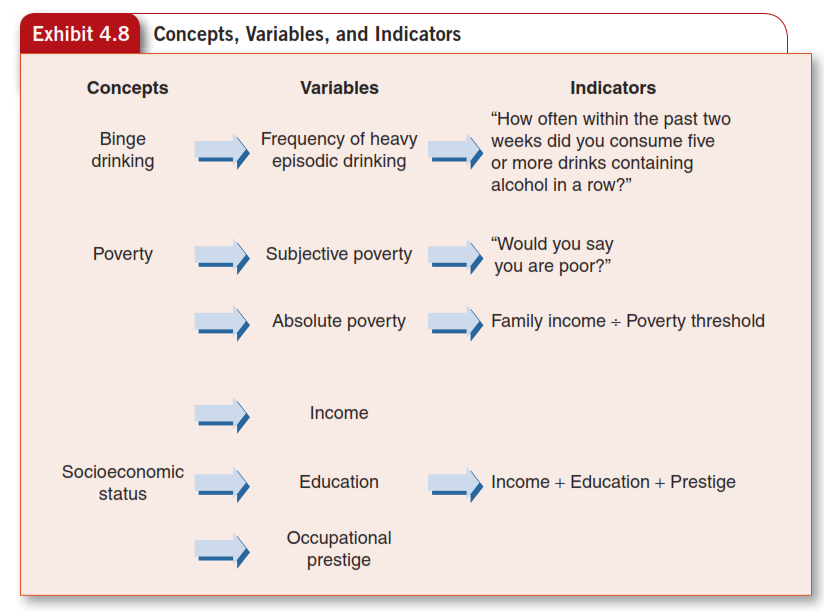 Exhibit 4.8 Concepts, Variables, and Indicators
Concepts Variables Indicators
Binge
drinking
Frequency of heavy
episodic drinking
“How often within the past two
weeks did you consume five
or more drinks containing
alcohol in a row?”
Poverty
Subjective poverty
“Would you say
you are poor?”
Absolute poverty
Family income ÷ Poverty threshold
Income
Socioeconomic
status
Education
Income + Education + Prestige
Occupational
prestige